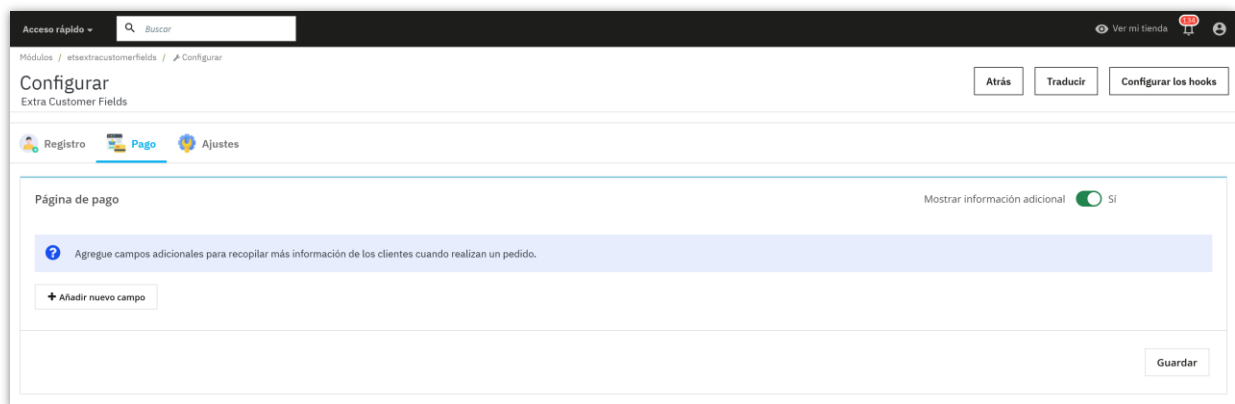 Acceso rápido
Buscar
Ver mi tienda
134
Módulos / etsextracustomerfields / Configurar
Configurar
Extra Customer Fields
Atrás
Traducir
Configurar los hooks
Registro
Pago
Ajustes
Página de pago
Mostrar información adicional
Sí
Agregue campos adicionales para recopilar más información de los clientes cuando realizan un pedido.
+ Añadir nuevo campo
Guardar